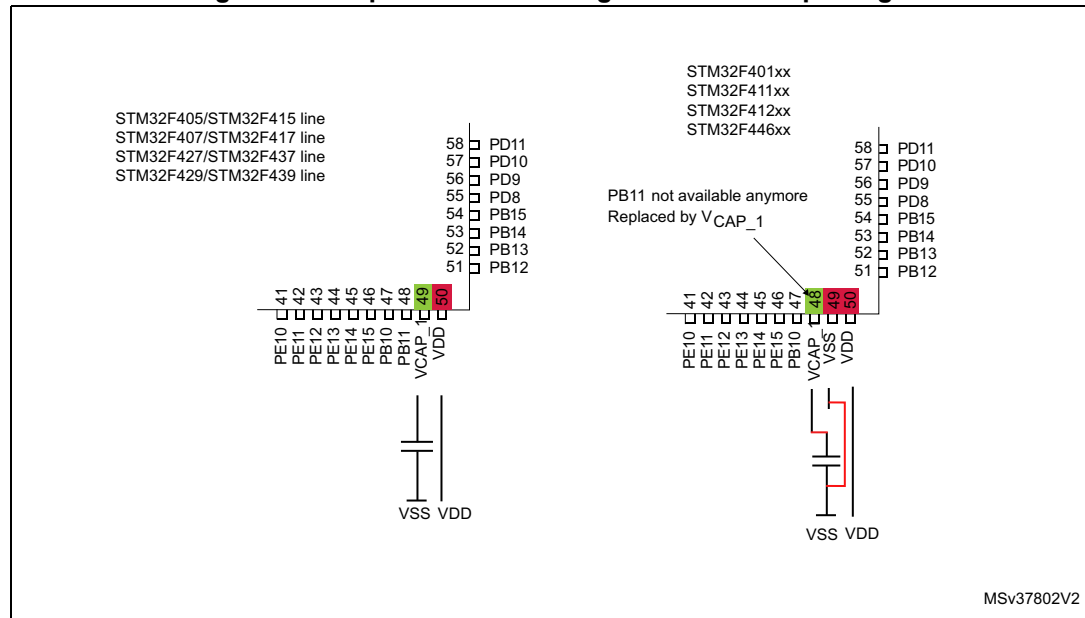 STM32F405/STM32F415 line
STM32F407/STM32F417 line
STM32F427/STM32F437 line
STM32F429/STM32F439 line
58 PD11
57 PD10
56 PD9
55 PD8
54 PB15
53 PB14
52 PB13
51 PB12
41 42 43 44 45 46 47 48 49 50
PE10 PE11 PE12 PE13 PE14 PE15 PB10 PB11 VCAP_1 VDD
VSS VDD
STM32F401xx
STM32F411xx
STM32F412xx
STM32F446xx
PB11 not available anymore
Replaced by VCAP_1
58 PD11
57 PD10
56 PD9
55 PD8
54 PB15
53 PB14
52 PB13
51 PB12
41 42 43 44 45 46 47 48 49 50
PE10 PE11 PE12 PE13 PE14 PE15 PB10 VCAP_1 VSS VDD
VSS VDD
MSv37802V2